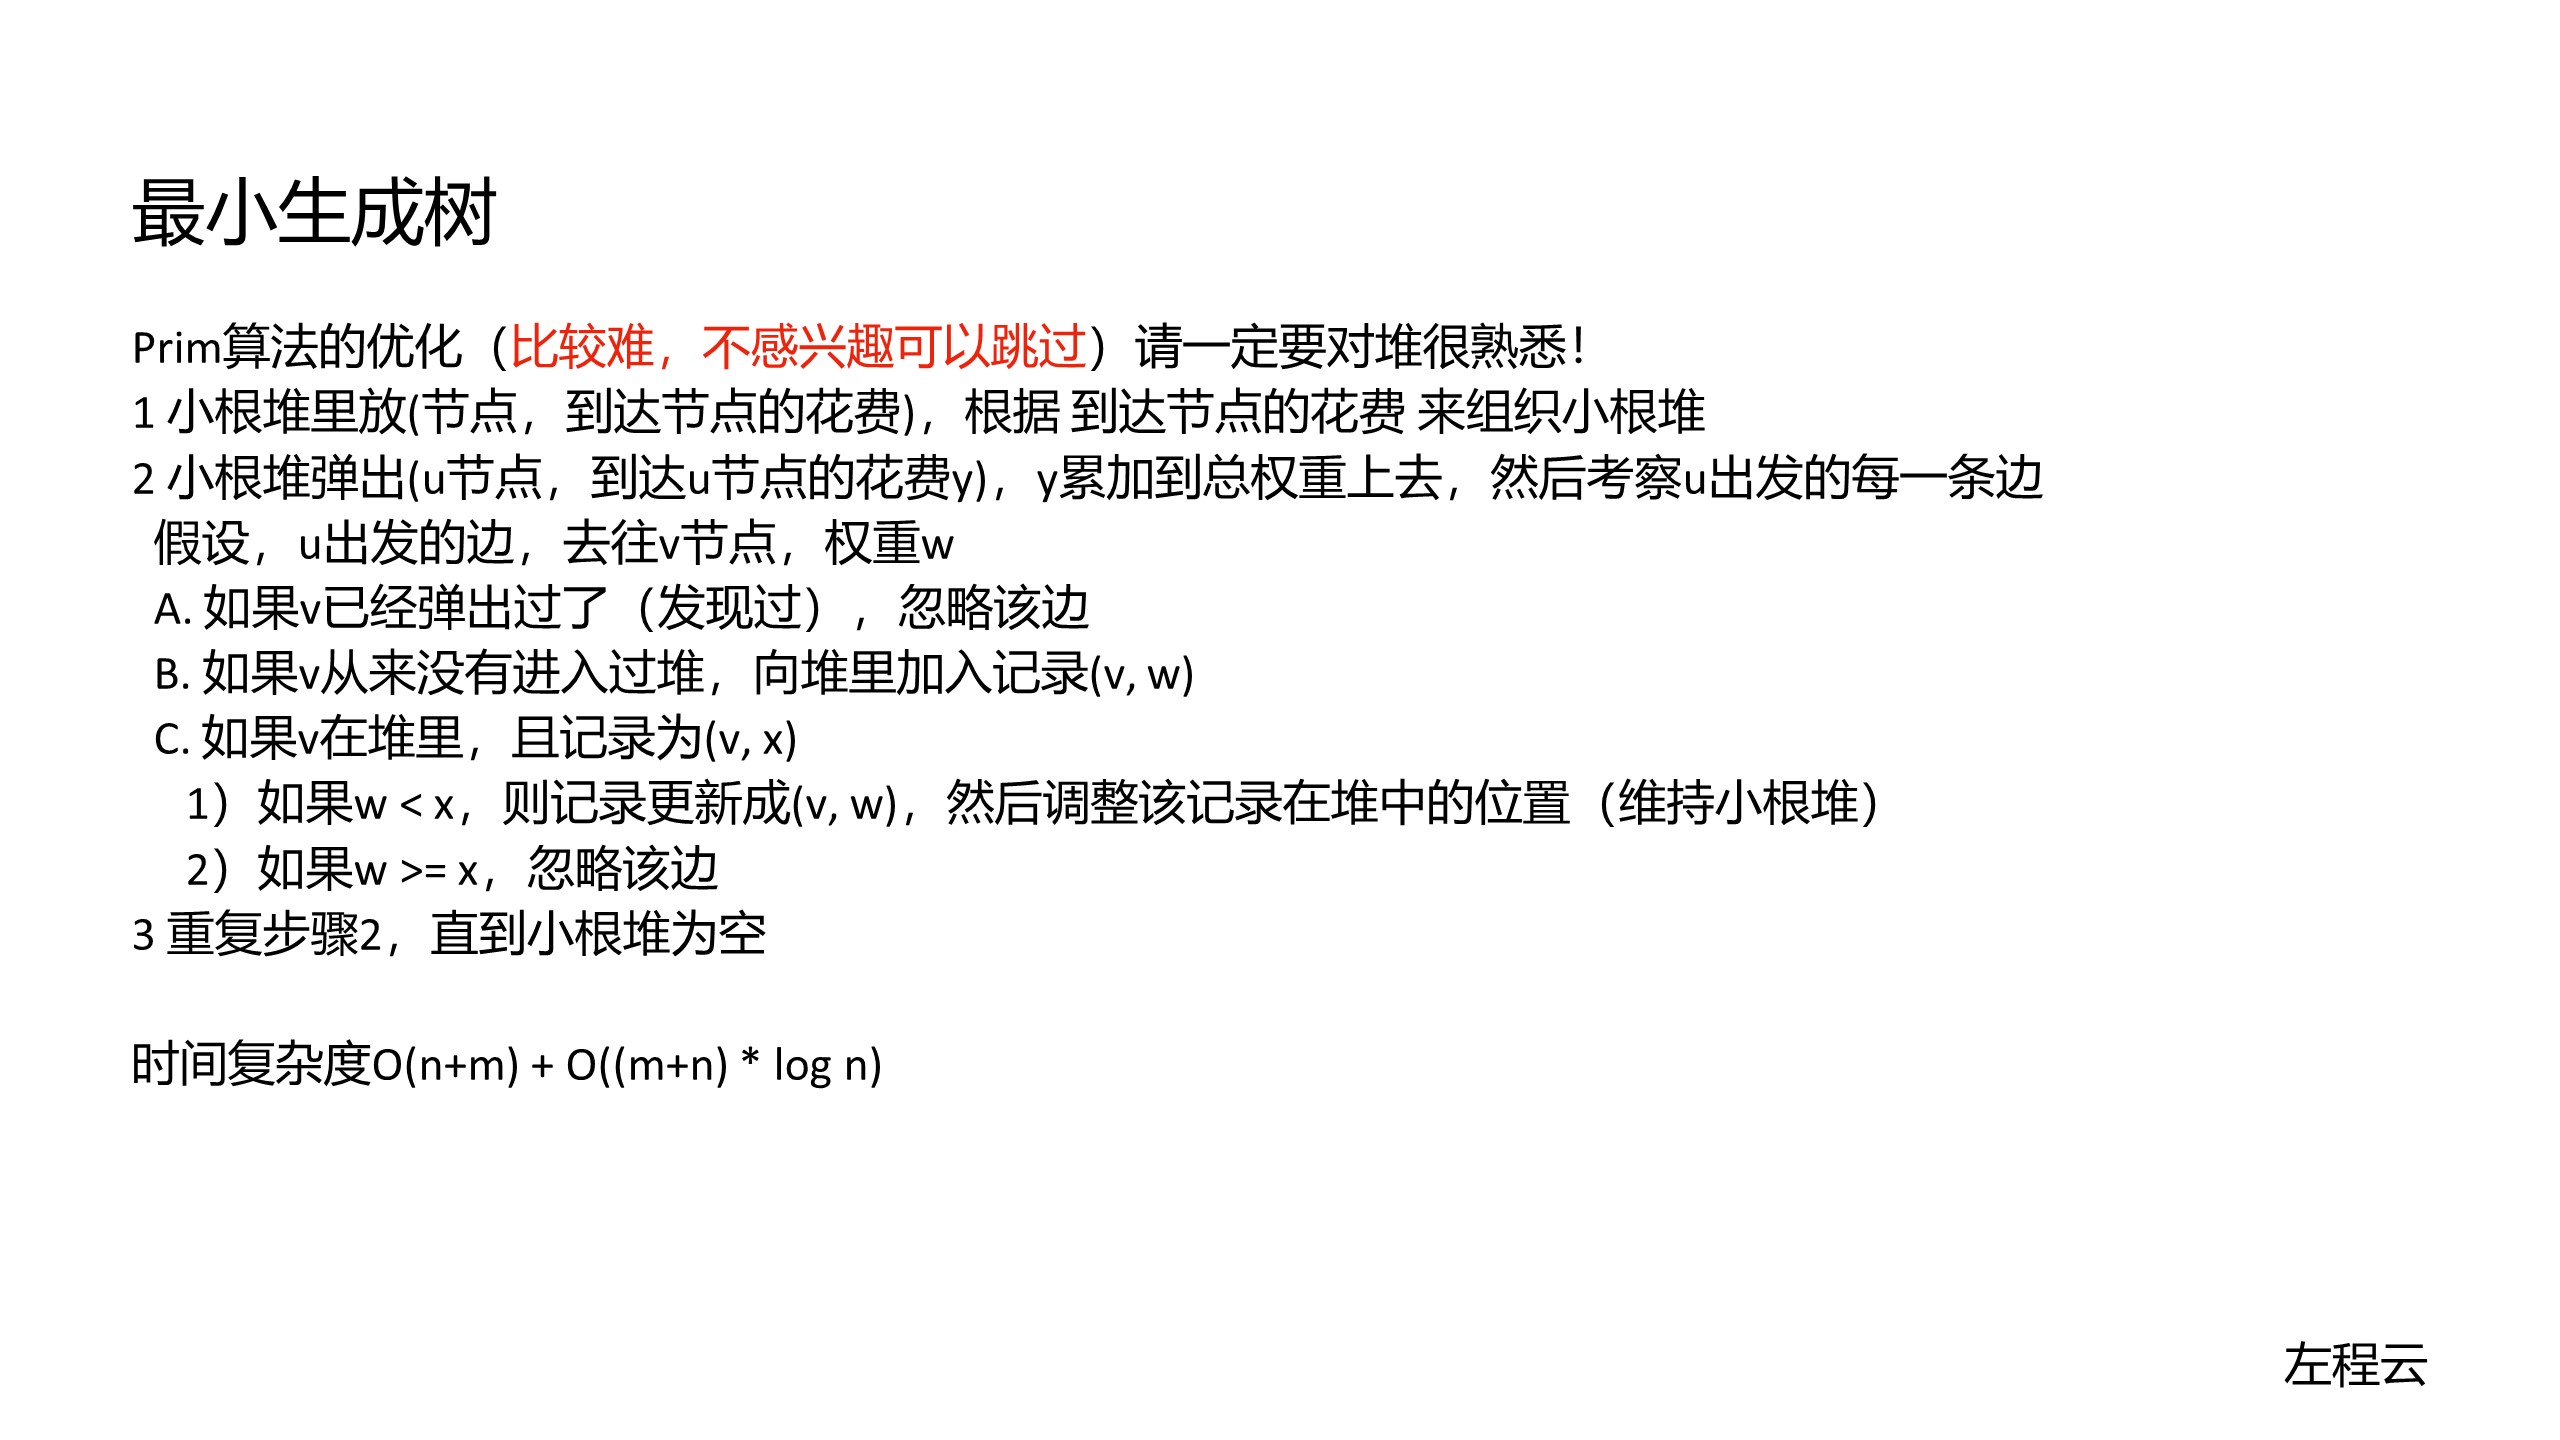 最小生成树
Prim算法的优化（比较难，不感兴趣可以跳过）请一定要对堆很熟悉！
1 小根堆里放(节点，到达节点的花费)，根据 到达节点的花费 来组织小根堆
2 小根堆弹出(u节点，到达u节点的花费y)，y累加到总权重上去，然后考察u出发的每一条边
假设，u出发的边，去往v节点，权重w
A. 如果v已经弹出过了（发现过），忽略该边
B. 如果v从来没有进入过堆，向堆里加入记录(v, w)
C. 如果v在堆里，且记录为(v, x)
1）如果w < x，则记录更新成(v, w)，然后调整该记录在堆中的位置（维持小根堆）
2）如果w >= x，忽略该边
3 重复步骤2，直到小根堆为空
时间复杂度O(n+m) + O((m+n) * log n)
左程云